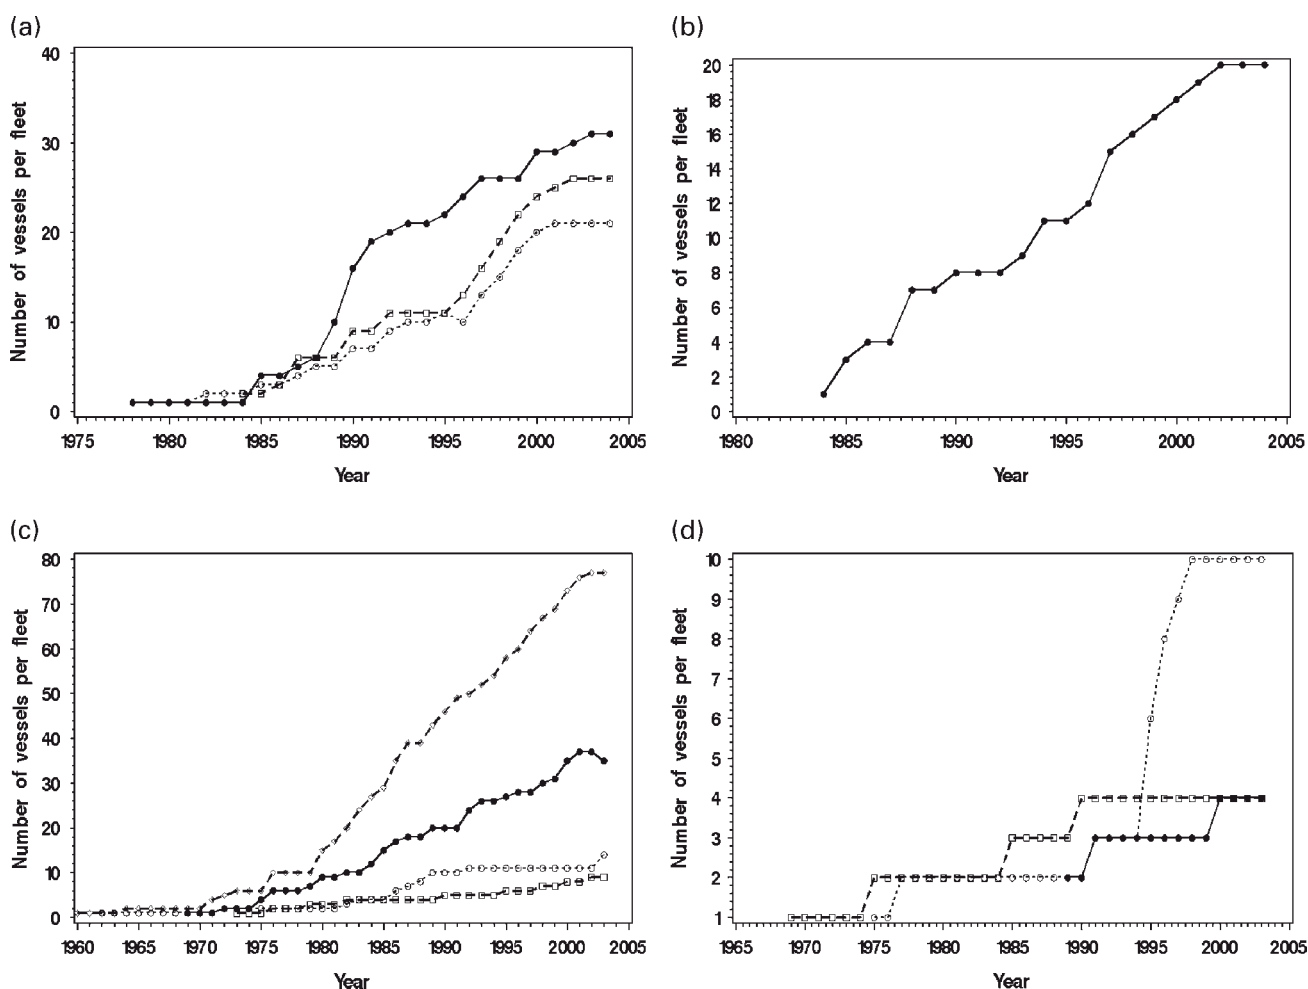 (a)
40
30
20
10
0
Number of vessels per fleet
1975 1980 1985 1990 1995 2000 2005
Year
(b)
20
18
16
14
12
10
8
6
4
2
0
Number of vessels per fleet
1980 1985 1990 1995 2000 2005
Year
(c)
80
70
60
50
40
30
20
10
0
Number of vessels per fleet
1960 1965 1970 1975 1980 1985 1990 1995 2000 2005
Year
(d)
10
9
8
7
6
5
4
3
2
1
Number of vessels per fleet
1965 1970 1975 1980 1985 1990 1995 2000 2005
Year